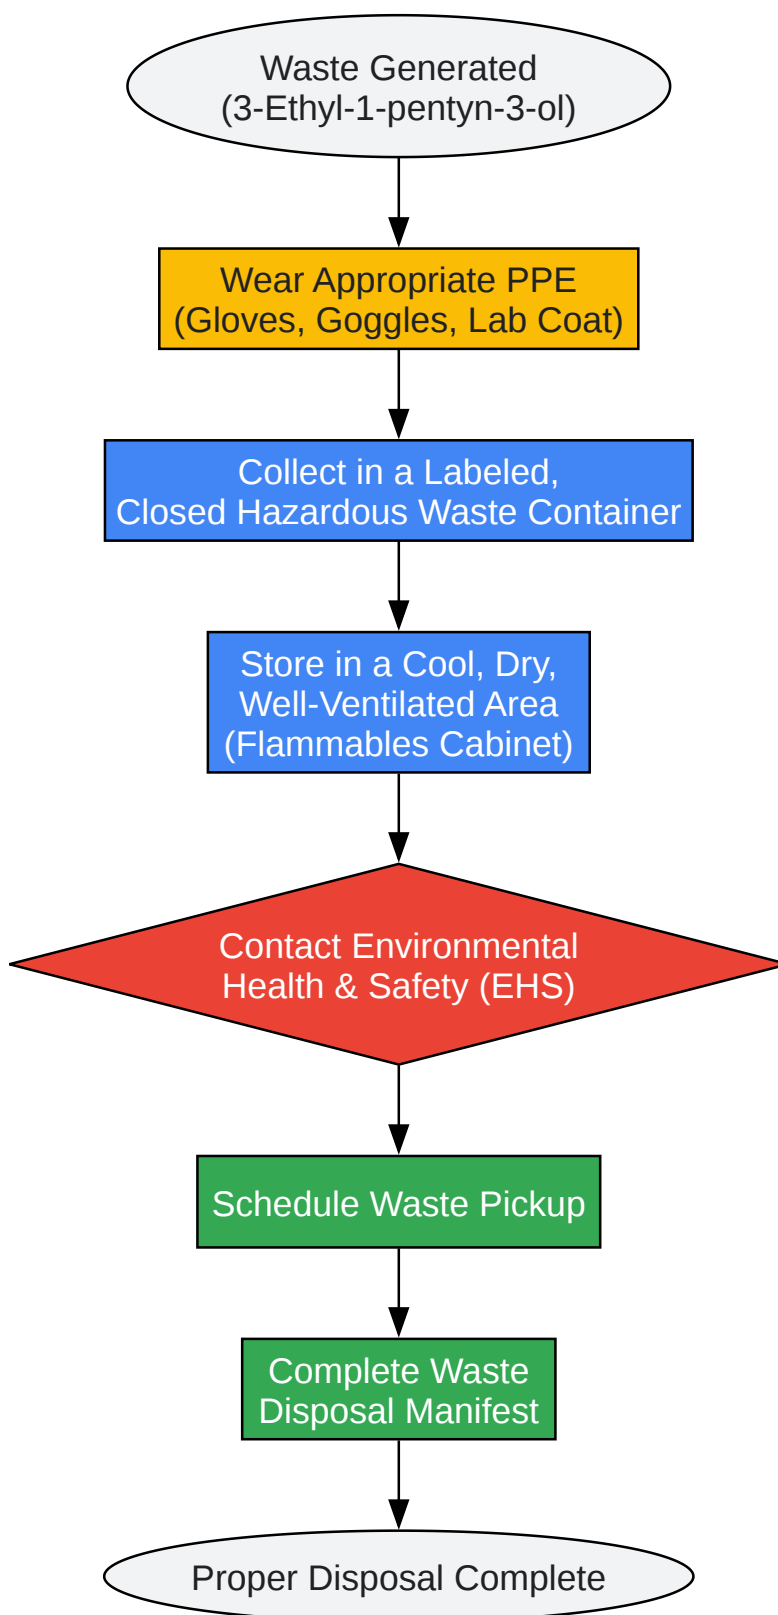 Waste Generated
(3-Ethyl-1-pentyn-3-ol)
Wear Appropriate PPE
(Gloves, Goggles, Lab Coat)
Collect in a Labeled,
Closed Hazardous Waste Container
Store in a Cool, Dry,
Well-Ventilated Area
(Flammables Cabinet)
Contact Environmental
Health & Safety (EHS)
Schedule Waste Pickup
Complete Waste
Disposal Manifest
Proper Disposal Complete